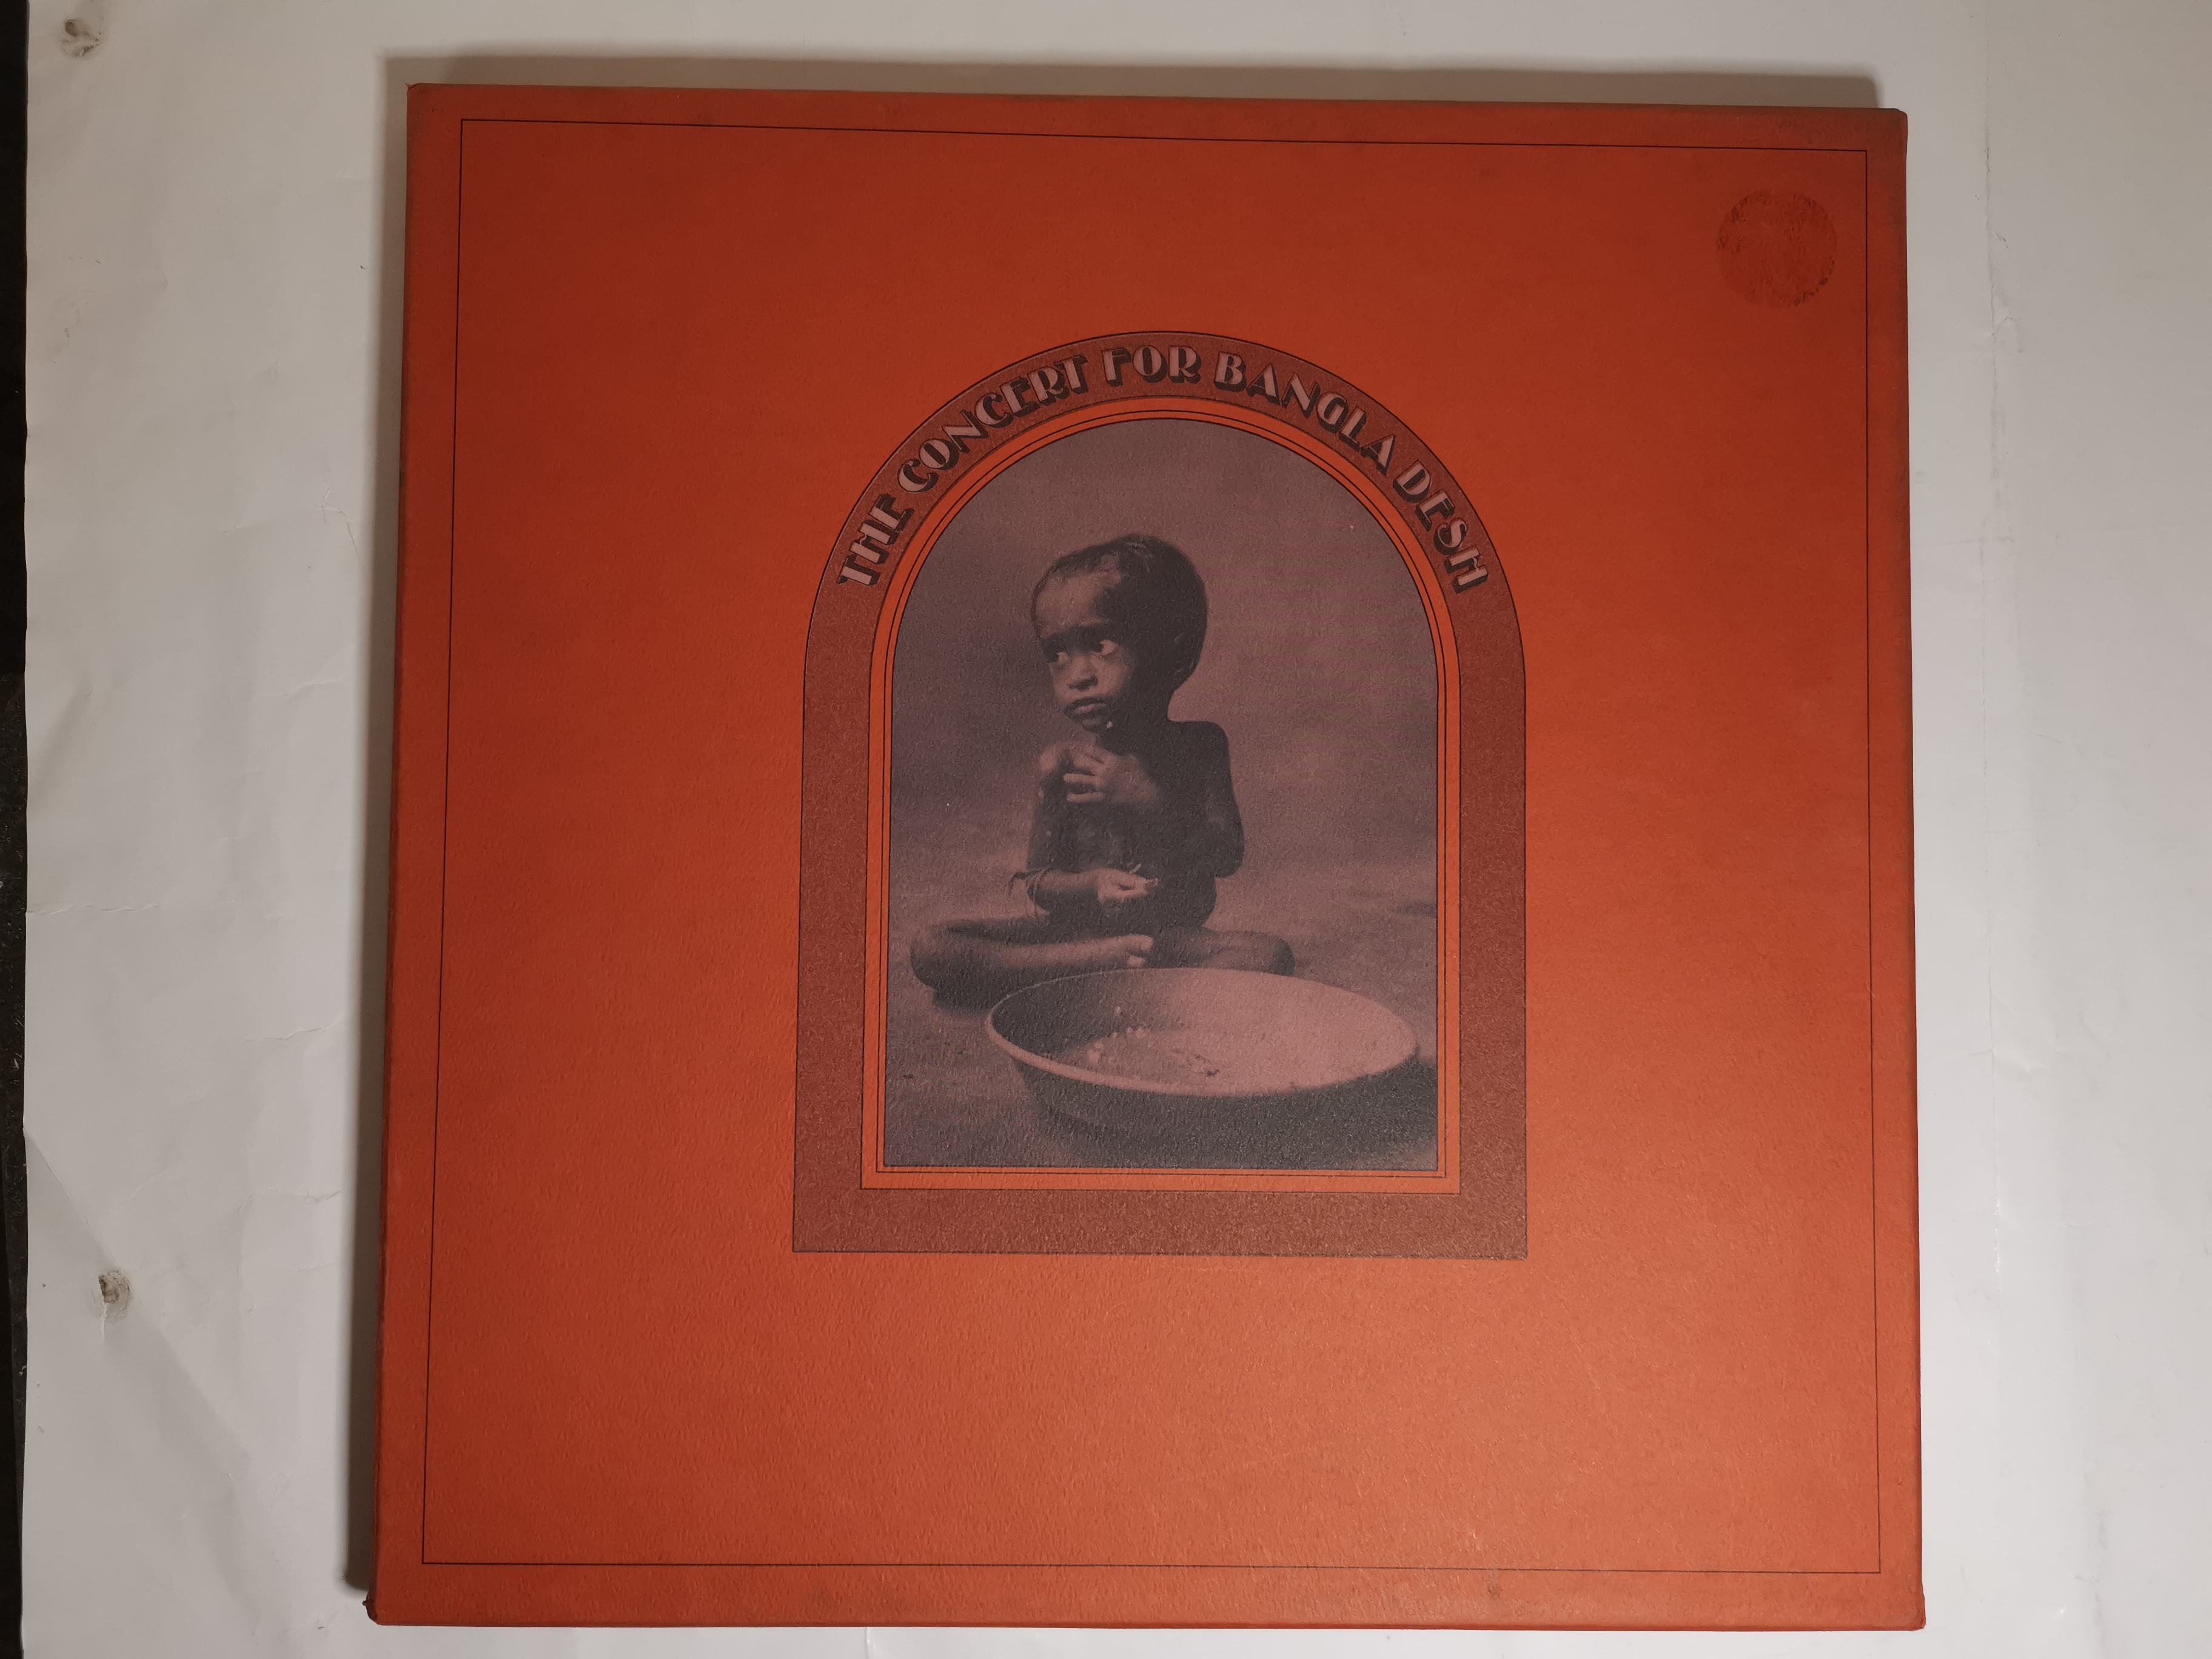 THE CONCERT FOR BANGLA DESH